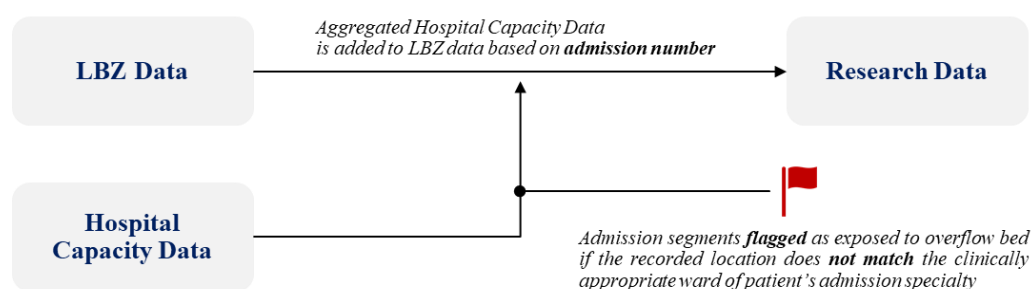 Aggregated Hospital Capacity Data
is added to LBZ data based on admission number
LBZ Data
Research Data
Hospital
Capacity Data
Admission segments flagged as exposed to overflow bed
if the recorded location does not match the clinically
appropriate ward of patient's admission specialty